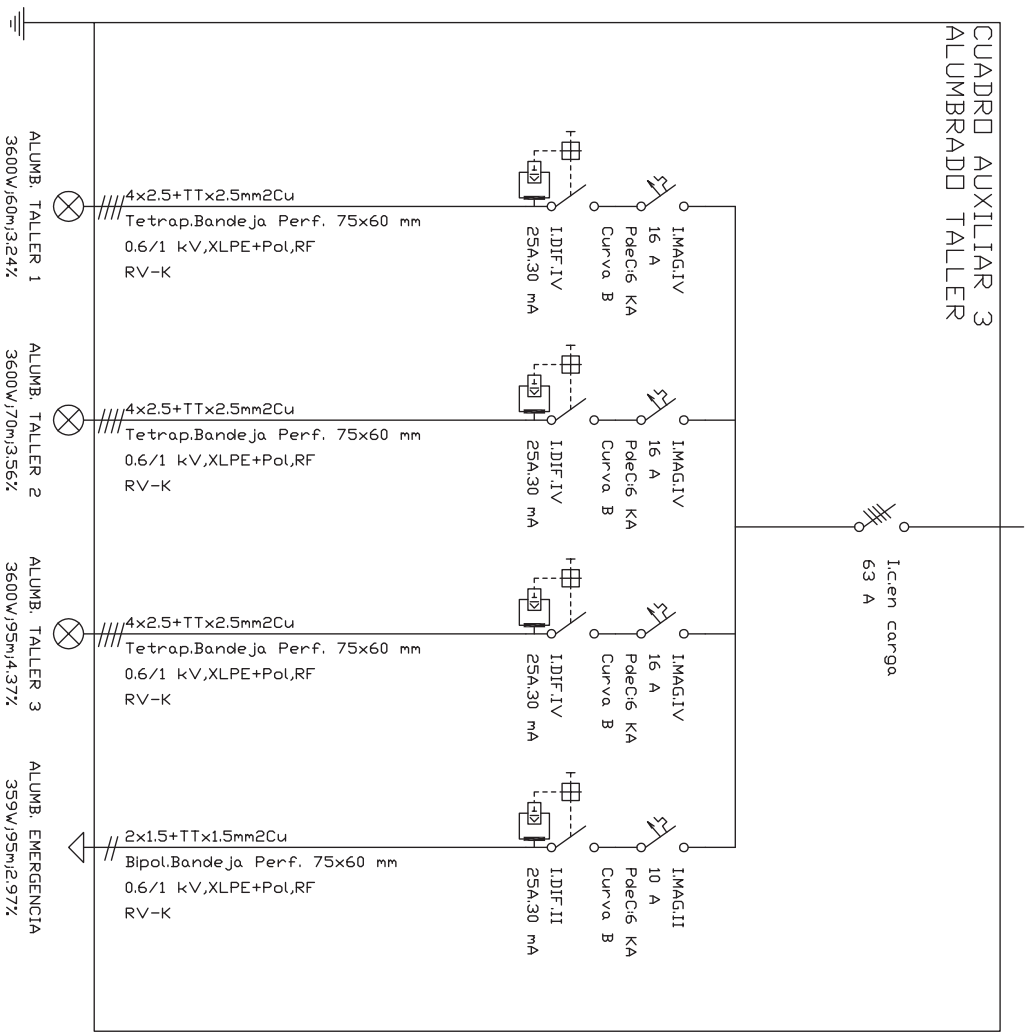 CUADRO AUXILIAR 3
ALUMBRADO TALLER
I.c.en carga
63 A
I.MAG.IV
16 A
PdeC:6 KA
Curva B
I.DIF.IV
25A.30 mA
4x2.5+TTx2.5mm2Cu
Tetrap.Bandeja Perf. 75x60 mm
0.6/1 kV,XLPE+Pol,RF
RV-K
ALUMB. TALLER 1
3600W;60m;3.24%
I.MAG.IV
16 A
PdeC:6 KA
Curva B
I.DIF.IV
25A.30 mA
4x2.5+TTx2.5mm2Cu
Tetrap.Bandeja Perf. 75x60 mm
0.6/1 kV,XLPE+Pol,RF
RV-K
ALUMB. TALLER 2
3600W;70m;3.56%
I.MAG.IV
16 A
PdeC:6 KA
Curva B
I.DIF.IV
25A.30 mA
4x2.5+TTx2.5mm2Cu
Tetrap.Bandeja Perf. 75x60 mm
0.6/1 kV,XLPE+Pol,RF
RV-K
ALUMB. TALLER 3
3600W;95m;4.37%
I.MAG.II
10 A
PdeC:6 KA
Curva B
I.DIF.II
25A.30 mA
2x1.5+TTx1.5mm2Cu
Bipol.Bandeja Perf. 75x60 mm
0.6/1 kV,XLPE+Pol,RF
RV-K
ALUMB. EMERGENCIA
359W;95m;2.97%